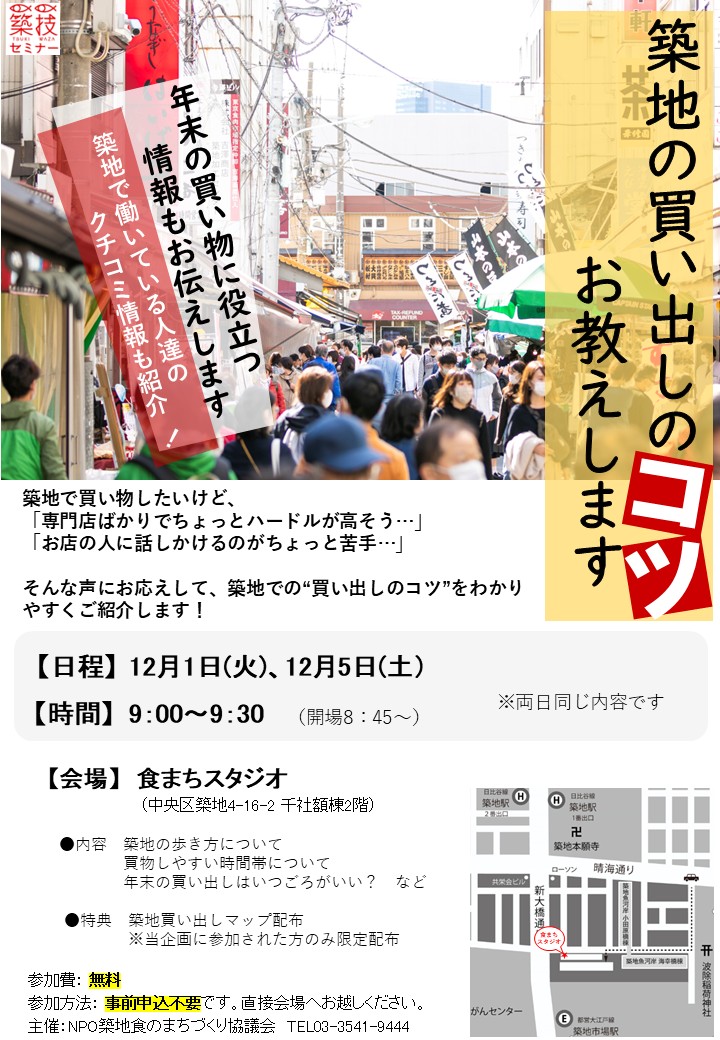 築技
TSUKI WAZA
セミナー
築地の買い出しの
コツ
お教えします
年末の買い物に役立つ
情報もお伝えします
築地で働いている人達の
クチコミ情報も紹介！
TAX-REFUND
COUNTER
築地で買い物したいけど、
「専門店ばかりでちょっとハードルが高そう…」
「お店の人に話しかけるのがちょっと苦手…」
そんな声にお応えして、築地での“買い出しのコツ”をわかり
やすくご紹介します！
【日程】12月1日(火)、12月5日(土)
【時間】9:00～9:30　（開場8：45～）
※両日同じ内容です
【会場】 食まちスタジオ
（中央区築地4-16-2 千社額棟2階）
●内容　築地の歩き方について
買物しやすい時間帯について
年末の買い出しはいつごろがいい？　など
●特典　築地買い出しマップ配布
※当企画に参加された方のみ限定配布
参加費: 無料
参加方法: 事前申込不要です。直接会場へお越しください。
主催:NPO築地食のまちづくり協議会　TEL03-3541-9444
日比谷線
築地駅
2番出口
H
H
日比谷線
築地駅
1番出口
卍
築地本願寺
共栄会ビル
ローソン
晴海通り
新大橋通
築地魚河岸 小田原橋棟
食まち
スタジオ
築地魚河岸 海幸橋棟
波除稲荷神社
がんセンター
E
都営大江戸線
築地市場駅